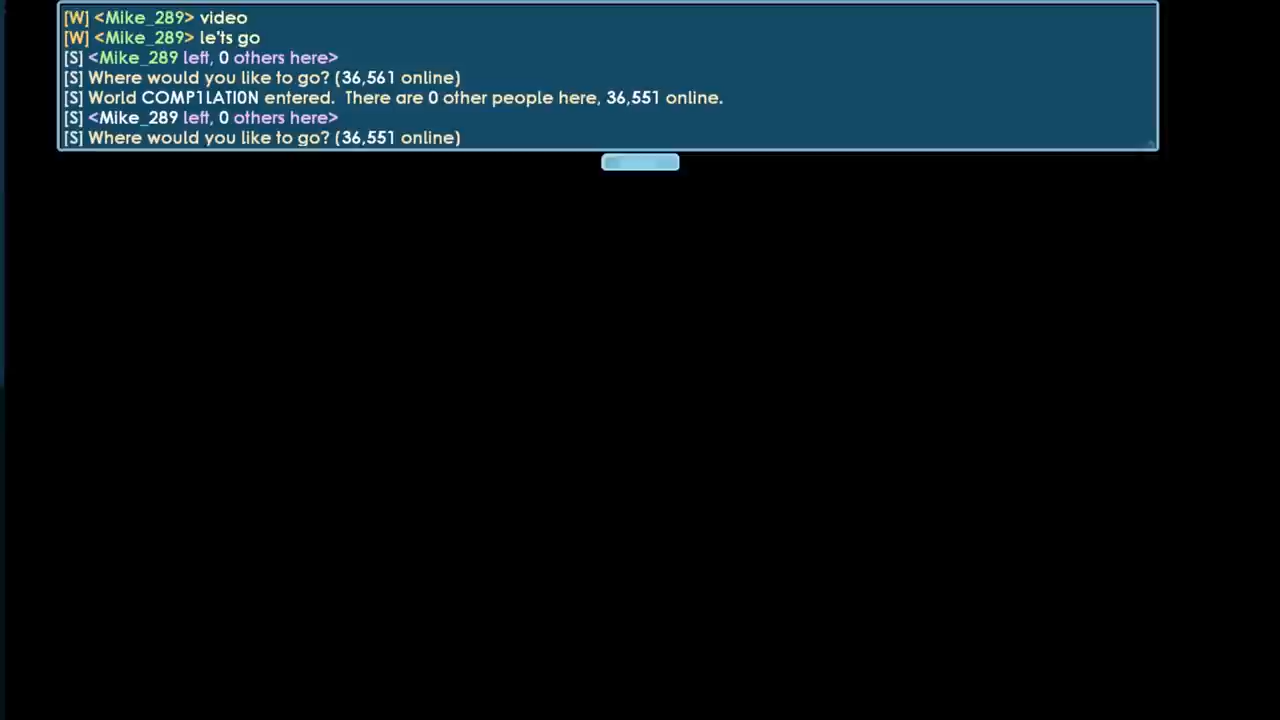 [W] <Mike_289> video
[W] <Mike_289> le'ts go
[S] <Mike_289 left, 0 others here>
[S] Where would you like to go? (36,561 online)
[S] World COMP1LATI0N entered.  There are 0 other people here, 36,551 online.
[S] <Mike_289 left, 0 others here>
[S] Where would you like to go? (36,551 online)